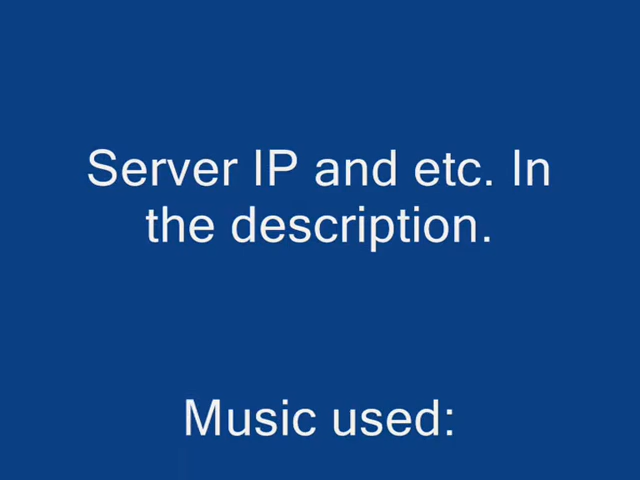 Server IP and etc. In
the description.
Music used: